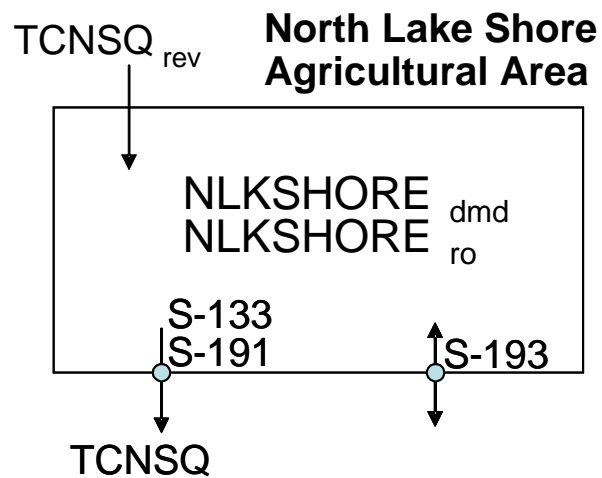 TCNSQ rev
North Lake Shore
Agricultural Area
NLKSHORE dmd
NLKSHORE ro
S-133
S-191
S-193
TCNSQ